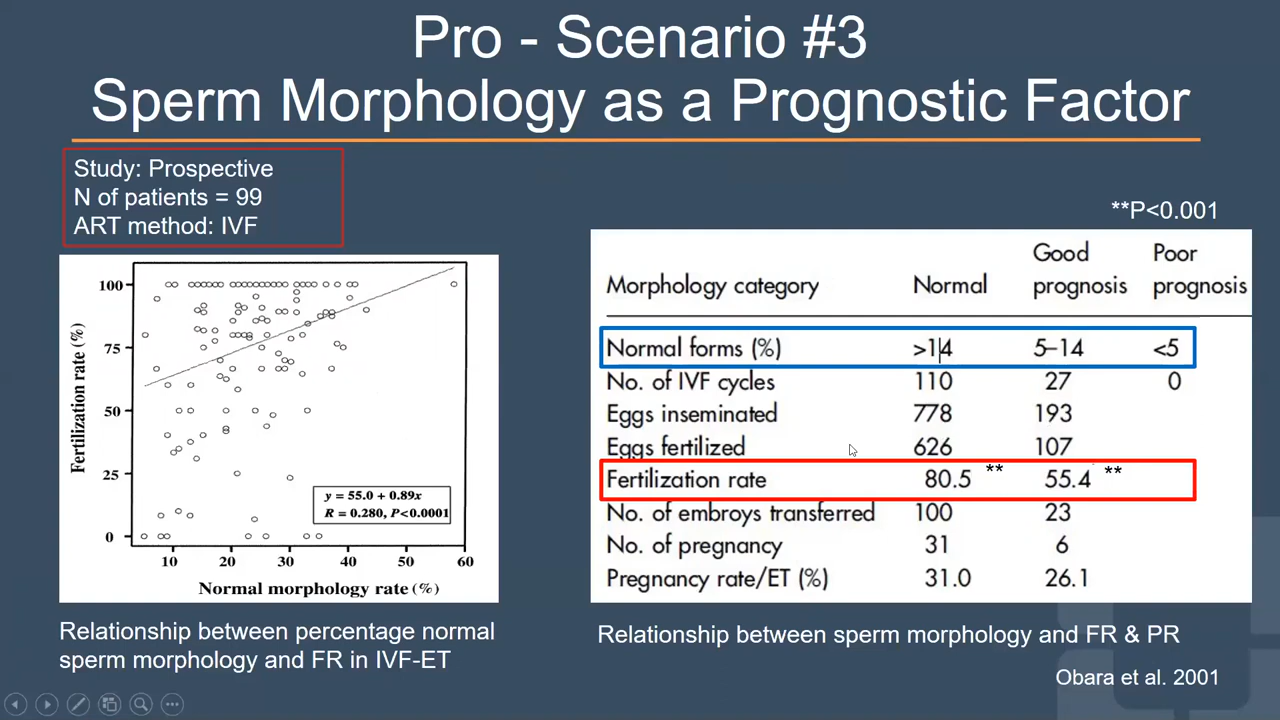 Pro - Scenario #3
Sperm Morphology as a Prognostic Factor
Study: Prospective
N of patients = 99
ART method: IVF
Fertilization rate (%)
100
75
50
25
0
y = 55.0 + 0.89x
R = 0.280, P<0.0001
10 20 30 40 50 60
Normal morphology rate (%)
Relationship between percentage normal
sperm morphology and FR in IVF-ET
**P<0.001
Morphology category Normal Good prognosis Poor prognosis
Normal forms (%) >14 5–14 <5
No. of IVF cycles 110 27 0
Eggs inseminated 778 193
Eggs fertilized 626 107
Fertilization rate 80.5 ** 55.4 **
No. of embroys transferred 100 23
No. of pregnancy 31 6
Pregnancy rate/ET (%) 31.0 26.1
Relationship between sperm morphology and FR & PR
Obara et al. 2001